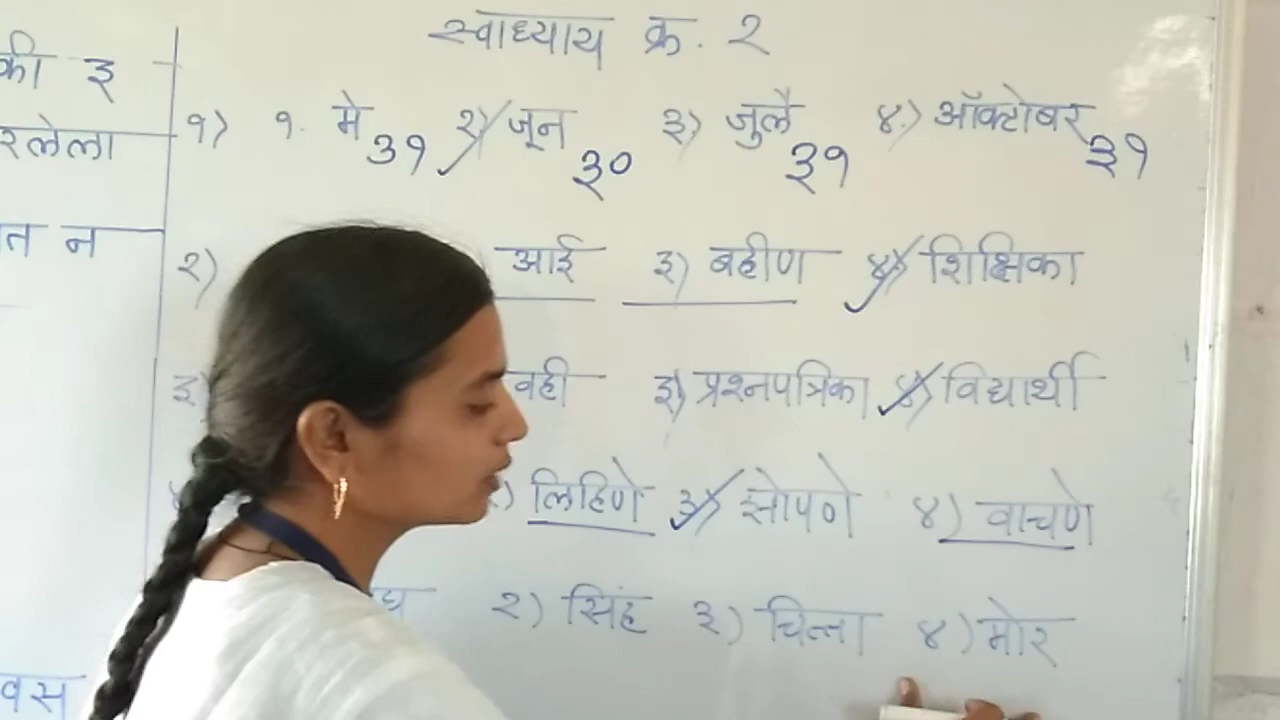 स्वाध्याय क्र. २
की इ
रलेला
त न
वस
१) १. मे ३१ २) जून ३० ३) जुलै ३१ ४) ऑक्टोबर ३१
२) आई ३) बहीण ४) शिक्षिका
३) वही ३) प्रश्नपत्रिका ४) विद्यार्थी
लिहिणे ३) झोपणे ४) वाचणे
२) सिंह ३) चित्ता ४) मोर